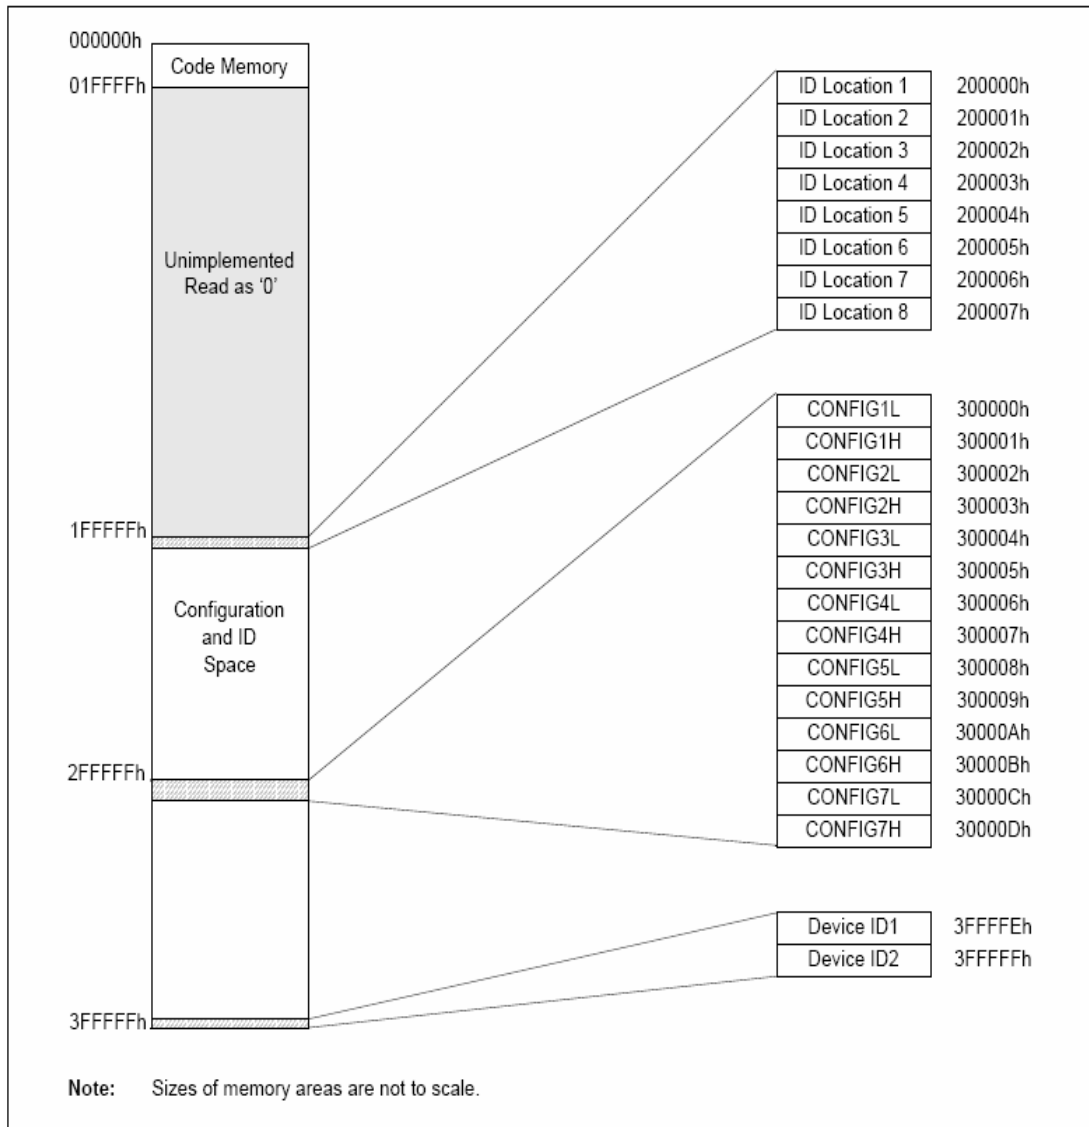 000000h
Code Memory
01FFFFh
Unimplemented
Read as ‘0’
1FFFFFh
Configuration
and ID
Space
2FFFFFh
3FFFFFh
ID Location 1 200000h
ID Location 2 200001h
ID Location 3 200002h
ID Location 4 200003h
ID Location 5 200004h
ID Location 6 200005h
ID Location 7 200006h
ID Location 8 200007h
CONFIG1L 300000h
CONFIG1H 300001h
CONFIG2L 300002h
CONFIG2H 300003h
CONFIG3L 300004h
CONFIG3H 300005h
CONFIG4L 300006h
CONFIG4H 300007h
CONFIG5L 300008h
CONFIG5H 300009h
CONFIG6L 30000Ah
CONFIG6H 30000Bh
CONFIG7L 30000Ch
CONFIG7H 30000Dh
Device ID1 3FFFFEh
Device ID2 3FFFFFh
Note: Sizes of memory areas are not to scale.